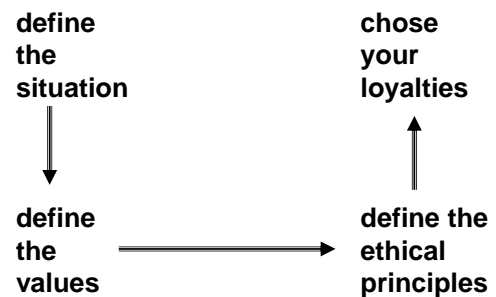 define
the
situation
chose
your
loyalties
define
the
values
define the
ethical
principles